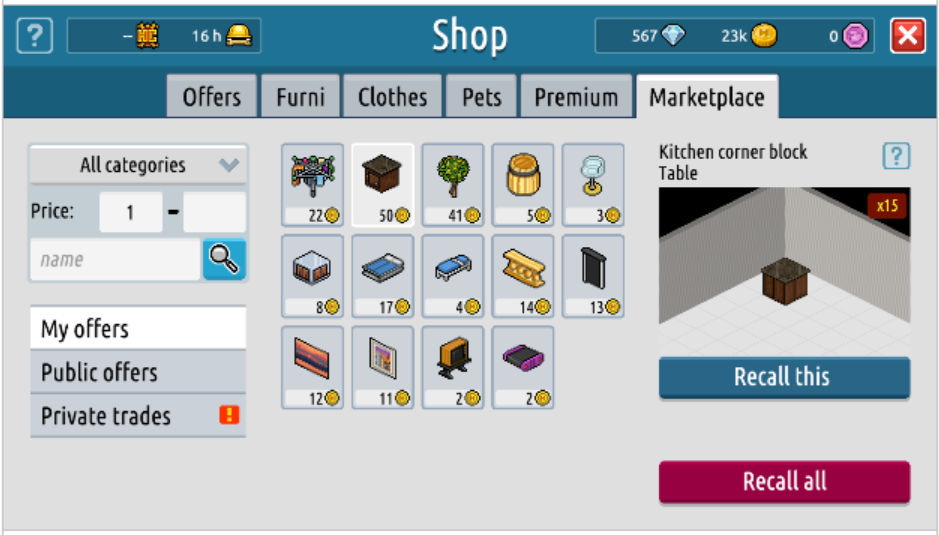 ?
--
HC
16 h
Shop
567
23k
0
Offers
Furni
Clothes
Pets
Premium
Marketplace
All categories
Price:
1
-
name
My offers
Public offers
Private trades
!
22
50
41
5
3
8
17
4
14
13
12
11
2
2
Kitchen corner block
Table
?
x15
Recall this
Recall all